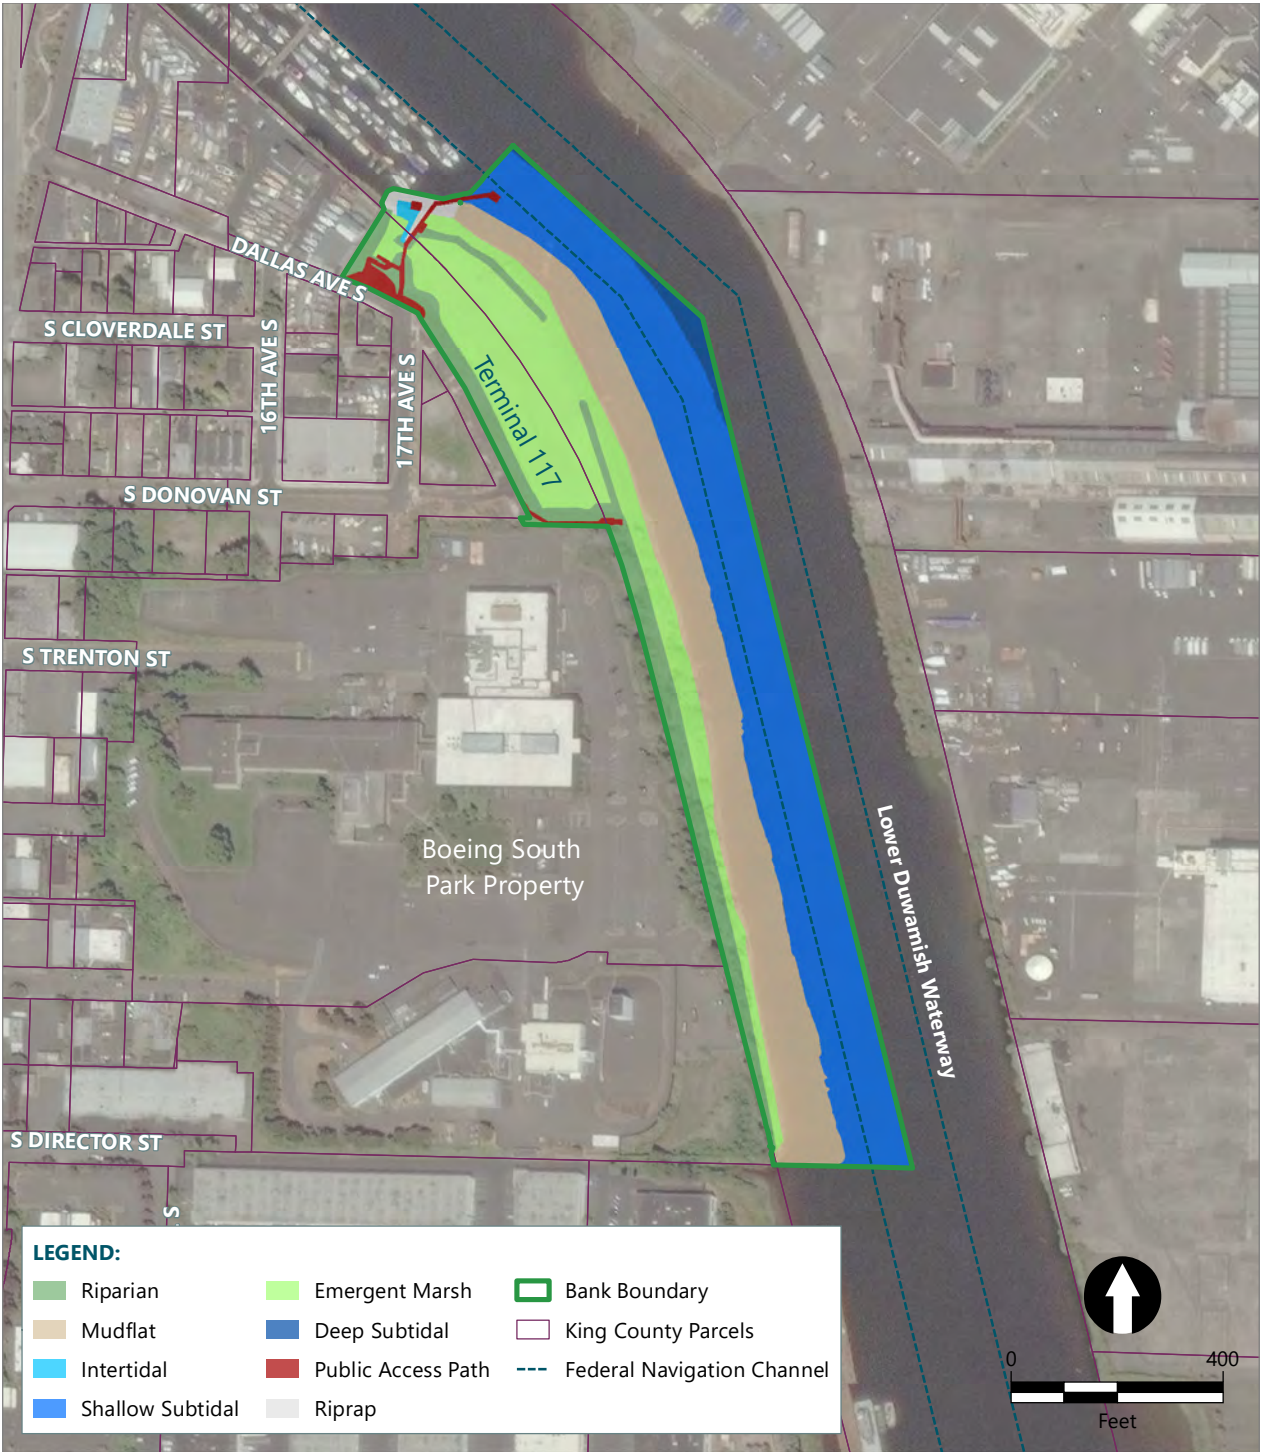 DALLAS AVE S
S CLOVERDALE ST
16TH AVE S
17TH AVE S
Terminal 117
S DONOVAN ST
S TRENTON ST
Boeing South
Park Property
Lower Duwamish Waterway
S DIRECTOR ST
S
LEGEND:
Riparian
Mudflat
Intertidal
Shallow Subtidal
Emergent Marsh
Deep Subtidal
Public Access Path
Riprap
Bank Boundary
King County Parcels
Federal Navigation Channel
0 400
Feet